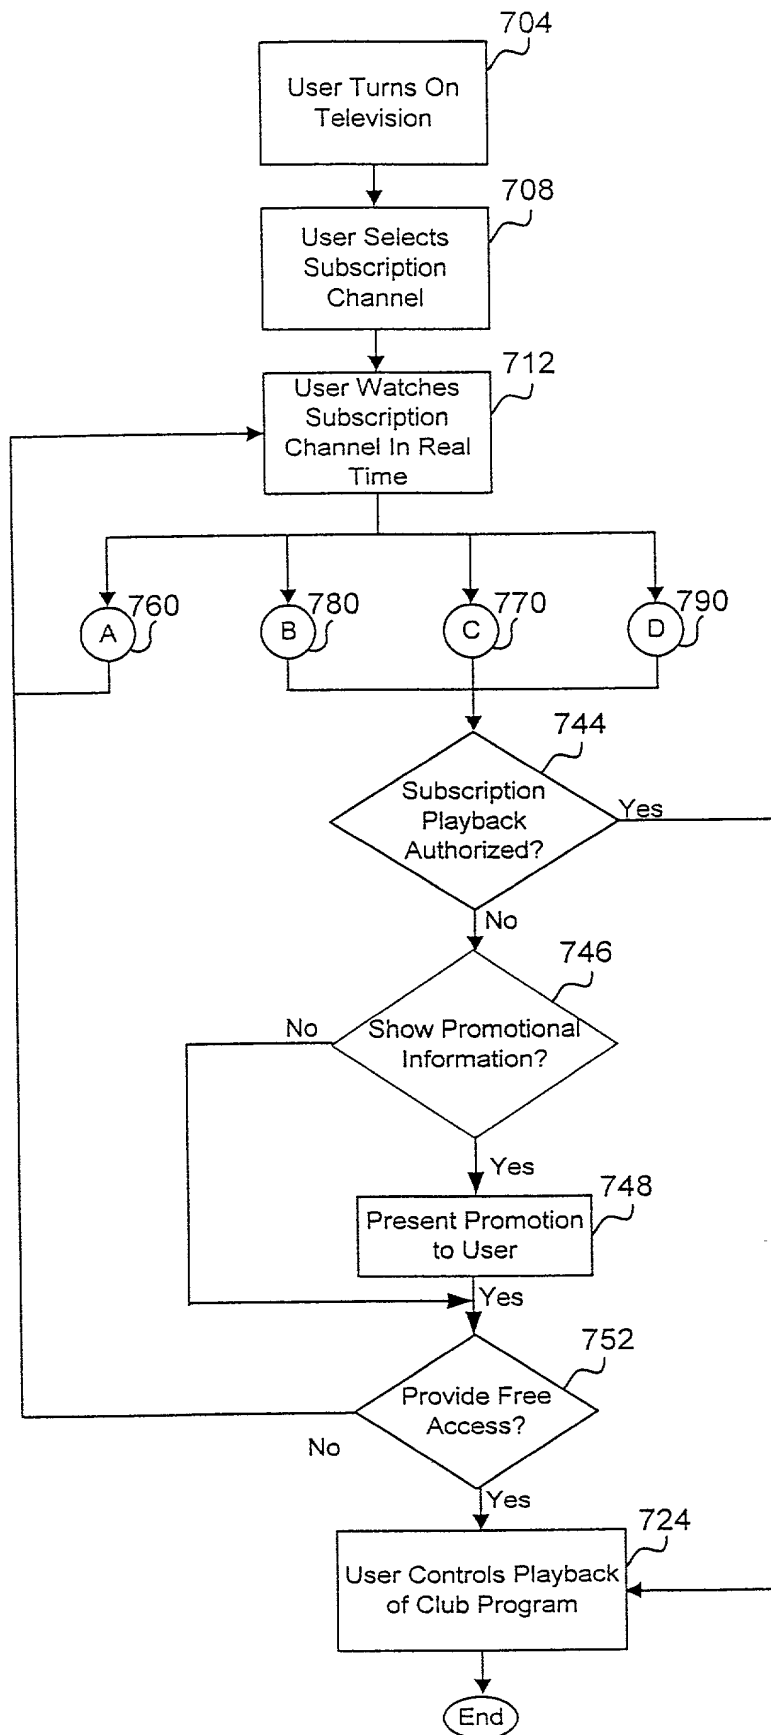 704
User Turns On
Television
708
User Selects
Subscription
Channel
712
User Watches
Subscription
Channel In Real
Time
A
760
B
780
C
770
D
790
744
Subscription
Playback
Authorized?
Yes
No
746
Show Promotional
Information?
No
Yes
748
Present Promotion
to User
Yes
752
Provide Free
Access?
No
Yes
724
User Controls Playback
of Club Program
End